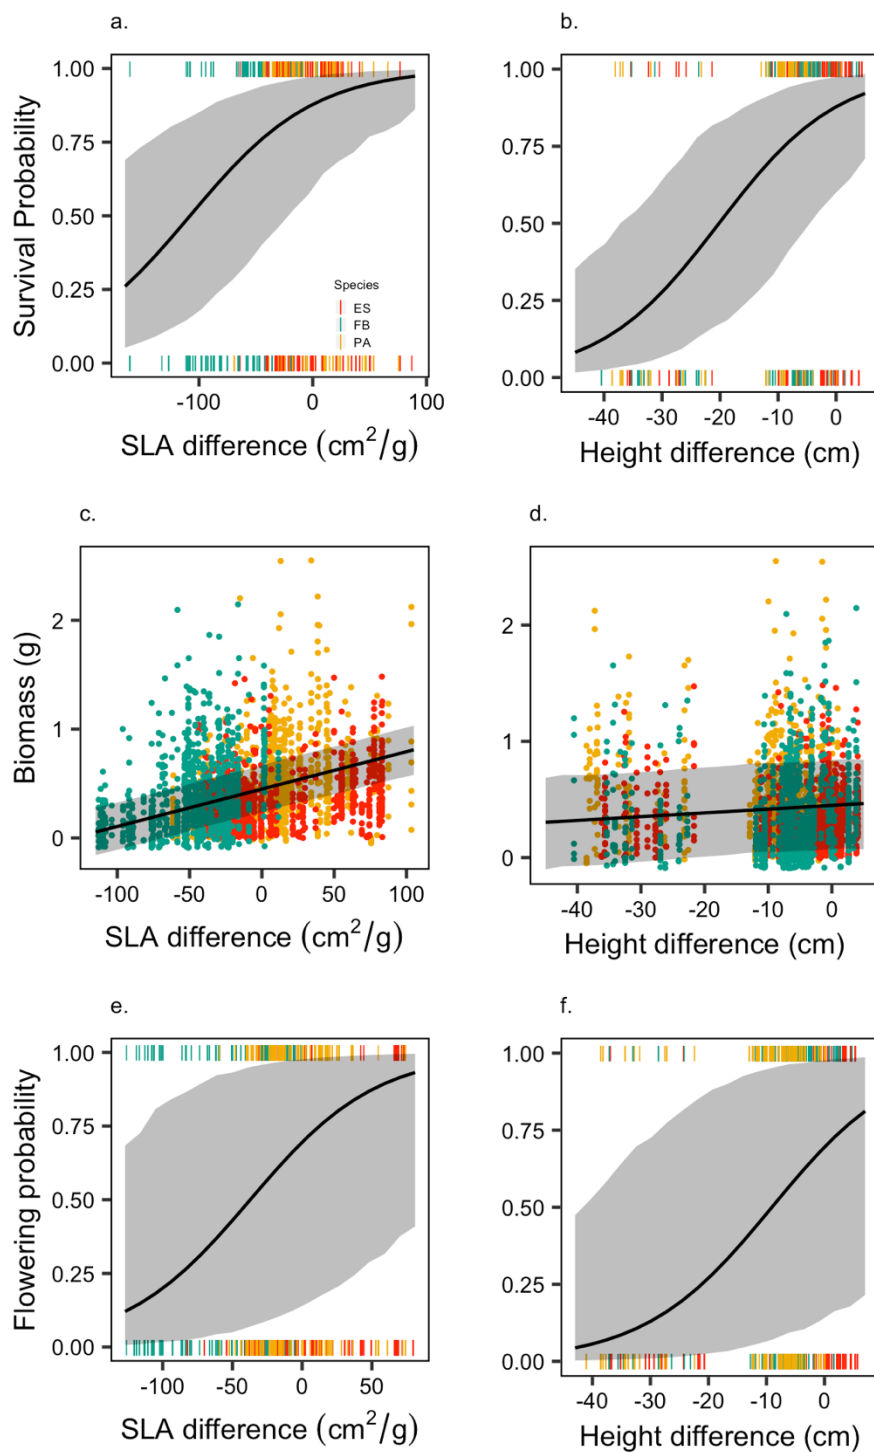 a.
b.
Survival Probability
1.00
0.75
0.50
0.25
0.00
Species
ES
FB
PA
-100
0
100
SLA difference (cm²/g)
1.00
0.75
0.50
0.25
0.00
-40
-30
-20
-10
0
Height difference (cm)
c.
d.
Biomass (g)
2
1
0
-100
-50
0
50
100
SLA difference (cm²/g)
2
1
0
-40
-30
-20
-10
0
Height difference (cm)
e.
f.
Flowering probability
1.00
0.75
0.50
0.25
0.00
-100
-50
0
50
SLA difference (cm²/g)
1.00
0.75
0.50
0.25
0.00
-40
-30
-20
-10
0
Height difference (cm)